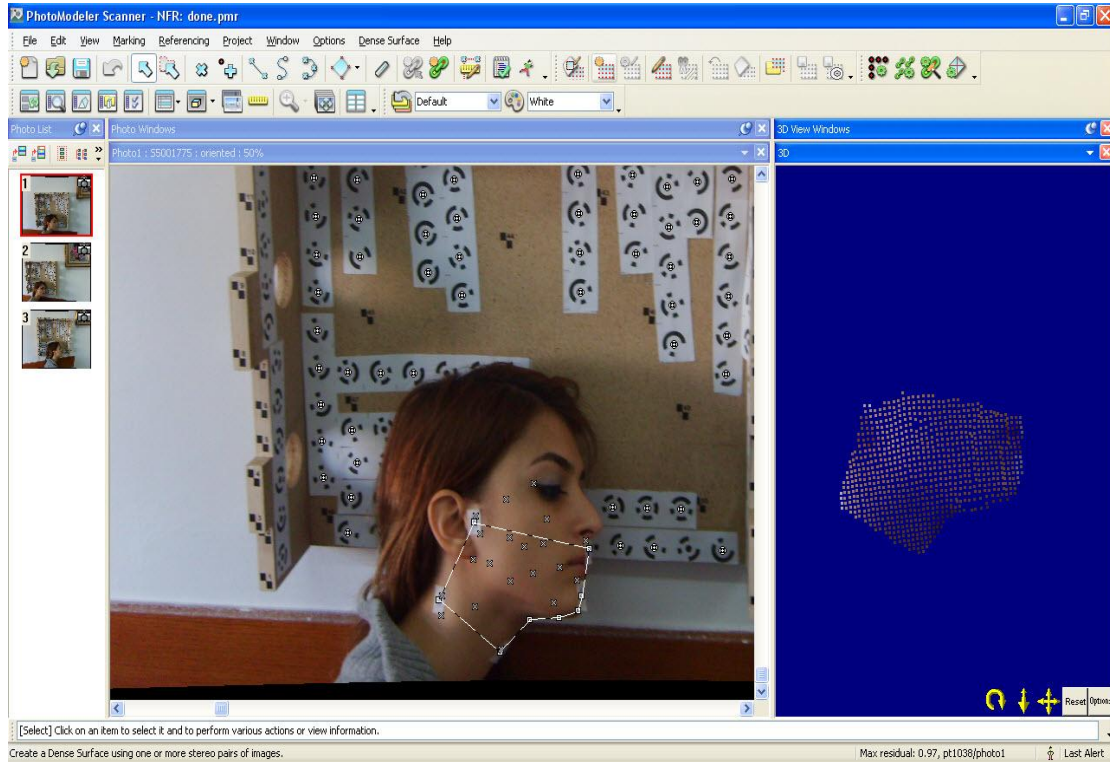 PhotoModeler Scanner - NFR: done.pmr
File Edit View Marking Referencing Project Window Options Dense Surface Help
Default White
Photo List Photo Windows 3D View Windows
Photo1 : S5001775 : oriented : 50% 3D
1
2
3
Reset Options
[Select] Click on an item to select it and to perform various actions or view information.
Create a Dense Surface using one or more stereo pairs of images. Max residual: 0.97, pt1038/photo1 Last Alert